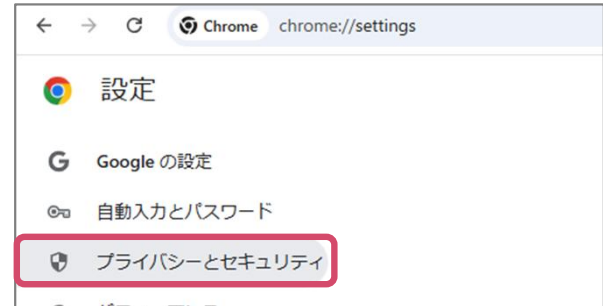 Chrome chrome://settings
設定
Google の設定
自動入力とパスワード
プライバシーとセキュリティ